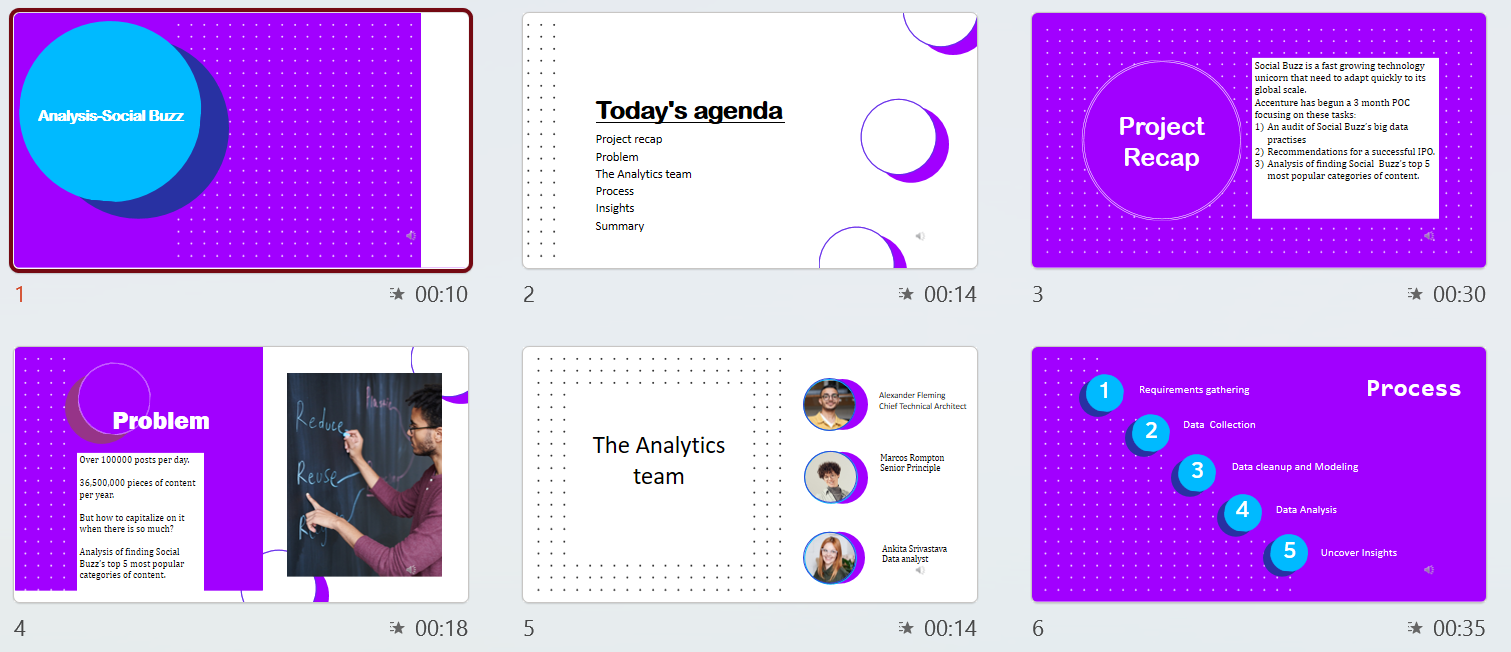 Analysis-Social Buzz
1
00:10
Today's agenda
Project recap
Problem
The Analytics team
Process
Insights
Summary
2
00:14
Project
Recap
Social Buzz is a fast growing technology
unicorn that need to adapt quickly to its
global scale.
Accenture has begun a 3 month POC
focusing on these tasks:
1) An audit of Social Buzz's big data
practises
2) Recommendations for a successful IPO.
3) Analysis of finding Social Buzz's top 5
most popular categories of content.
3
00:30
Problem
Over 100000 posts per day.
36,500,000 pieces of content
per year.
But how to capitalize on it
when there is so much?
Analysis of finding Social
Buzz's top 5 most popular
categories of content.
Reduce
Reuse
4
00:18
The Analytics
team
Alexander Fleming
Chief Technical Architect
Marcos Rompton
Senior Principle
Ankita Srivastava
Data analyst
5
00:14
Process
1 Requirements gathering
2 Data Collection
3 Data cleanup and Modeling
4 Data Analysis
5 Uncover Insights
6
00:35